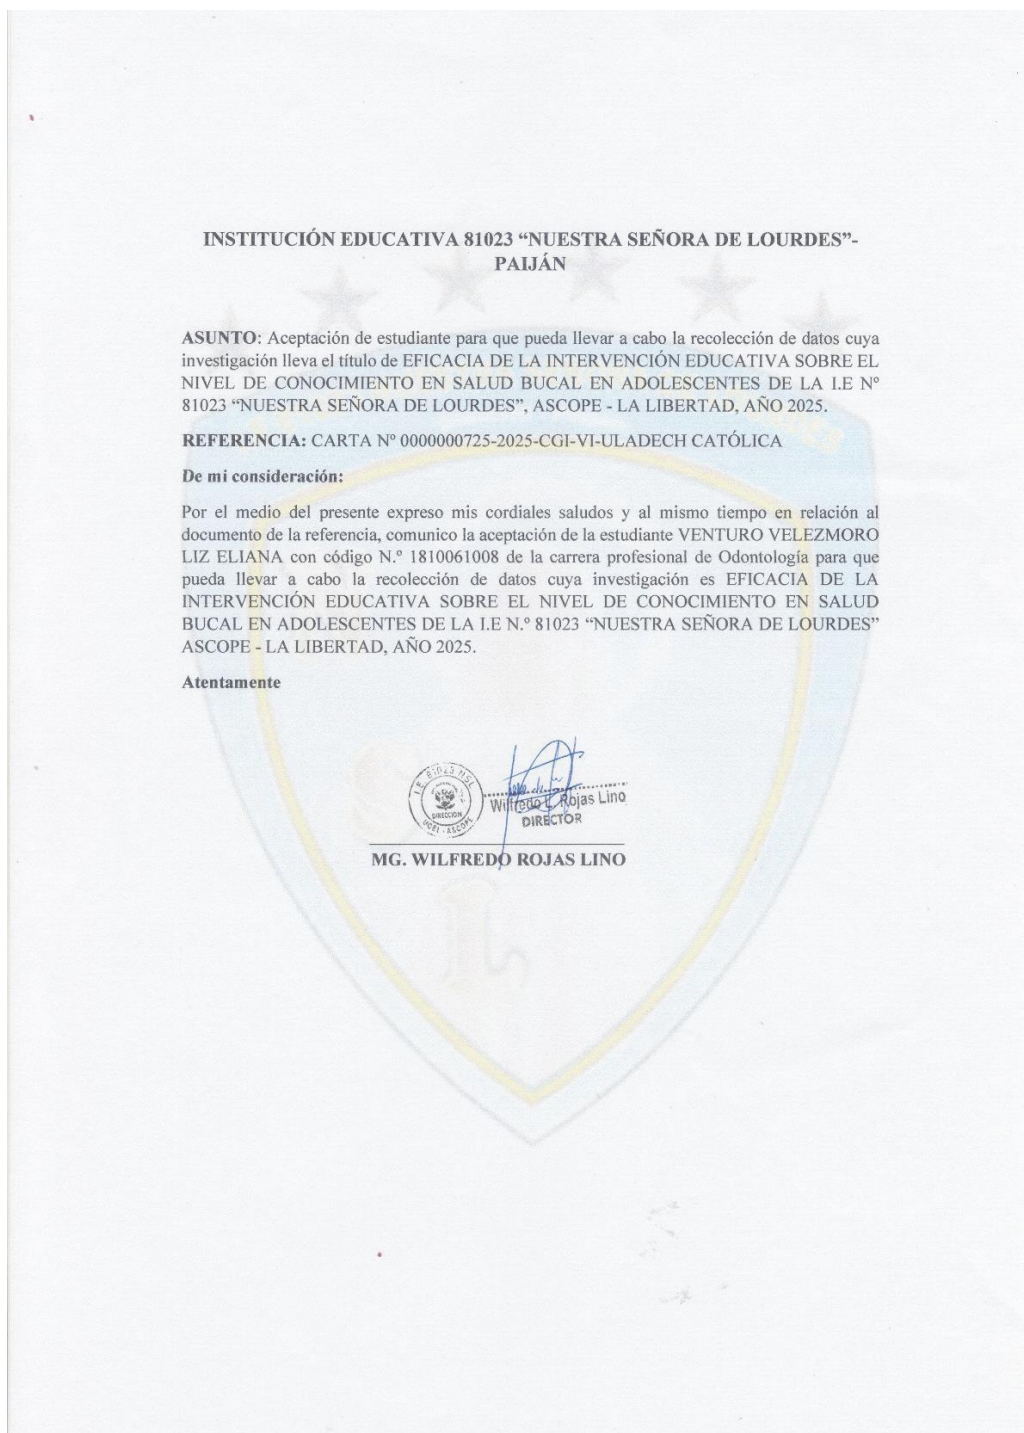 INSTITUCIÓN EDUCATIVA 81023 “NUESTRA SEÑORA DE LOURDES”-
PAIJÁN
ASUNTO: Aceptación de estudiante para que pueda llevar a cabo la recolección de datos cuya
investigación lleva el título de EFICACIA DE LA INTERVENCIÓN EDUCATIVA SOBRE EL
NIVEL DE CONOCIMIENTO EN SALUD BUCAL EN ADOLESCENTES DE LA I.E Nº
81023 “NUESTRA SEÑORA DE LOURDES”, ASCOPE - LA LIBERTAD, AÑO 2025.
REFERENCIA: CARTA Nº 0000000725-2025-CGI-VI-ULADECH CATÓLICA
De mi consideración:
Por el medio del presente expreso mis cordiales saludos y al mismo tiempo en relación al
documento de la referencia, comunico la aceptación de la estudiante VENTURO VELEZMORO
LIZ ELIANA con código N.º 1810061008 de la carrera profesional de Odontología para que
pueda llevar a cabo la recolección de datos cuya investigación es EFICACIA DE LA
INTERVENCIÓN EDUCATIVA SOBRE EL NIVEL DE CONOCIMIENTO EN SALUD
BUCAL EN ADOLESCENTES DE LA I.E N.º 81023 “NUESTRA SEÑORA DE LOURDES”
ASCOPE - LA LIBERTAD, AÑO 2025.
Atentamente
I.E. 81023 NSL
DIRECCIÓN
UGEL - ASCOPE
Wilfredo L. Rojas Lino
DIRECTOR
MG. WILFREDO ROJAS LINO